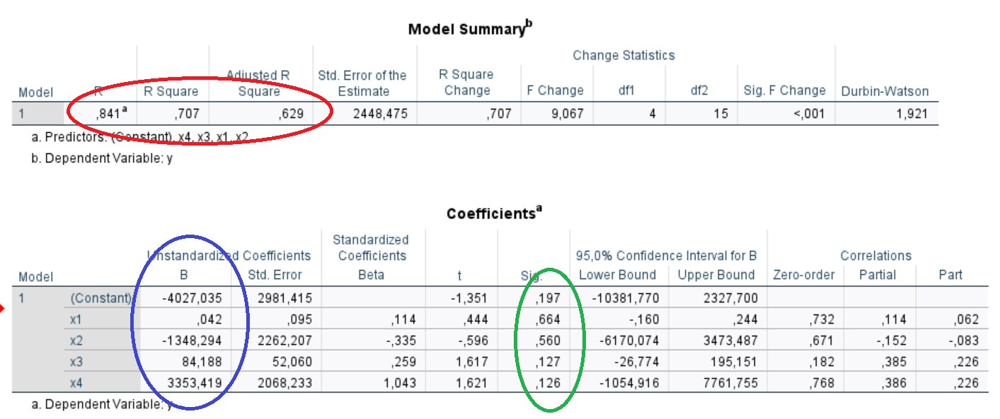 Model Summaryb
Change Statistics
Model R R Square Adjusted R Square Std. Error of the Estimate R Square Change F Change df1 df2 Sig. F Change Durbin-Watson
1 ,841a ,707 ,629 2448,475 ,707 9,067 4 15 <,001 1,921
a. Predictors: (Constant), x4, x3, x1, x2
b. Dependent Variable: y
Coefficientsa
Unstandardized Coefficients Standardized Coefficients 95,0% Confidence Interval for B Correlations
Model B Std. Error Beta t Sig. Lower Bound Upper Bound Zero-order Partial Part
1 (Constant) -4027,035 2981,415 -1,351 ,197 -10381,770 2327,700
x1 ,042 ,095 ,114 ,444 ,664 -,160 ,244 ,732 ,114 ,062
x2 -1348,294 2262,207 -,335 -,596 ,560 -6170,074 3473,487 ,671 -,152 -,083
x3 84,188 52,060 ,259 1,617 ,127 -26,774 195,151 ,182 ,385 ,226
x4 3353,419 2068,233 1,043 1,621 ,126 -1054,916 7761,755 ,768 ,386 ,226
a. Dependent Variable: y